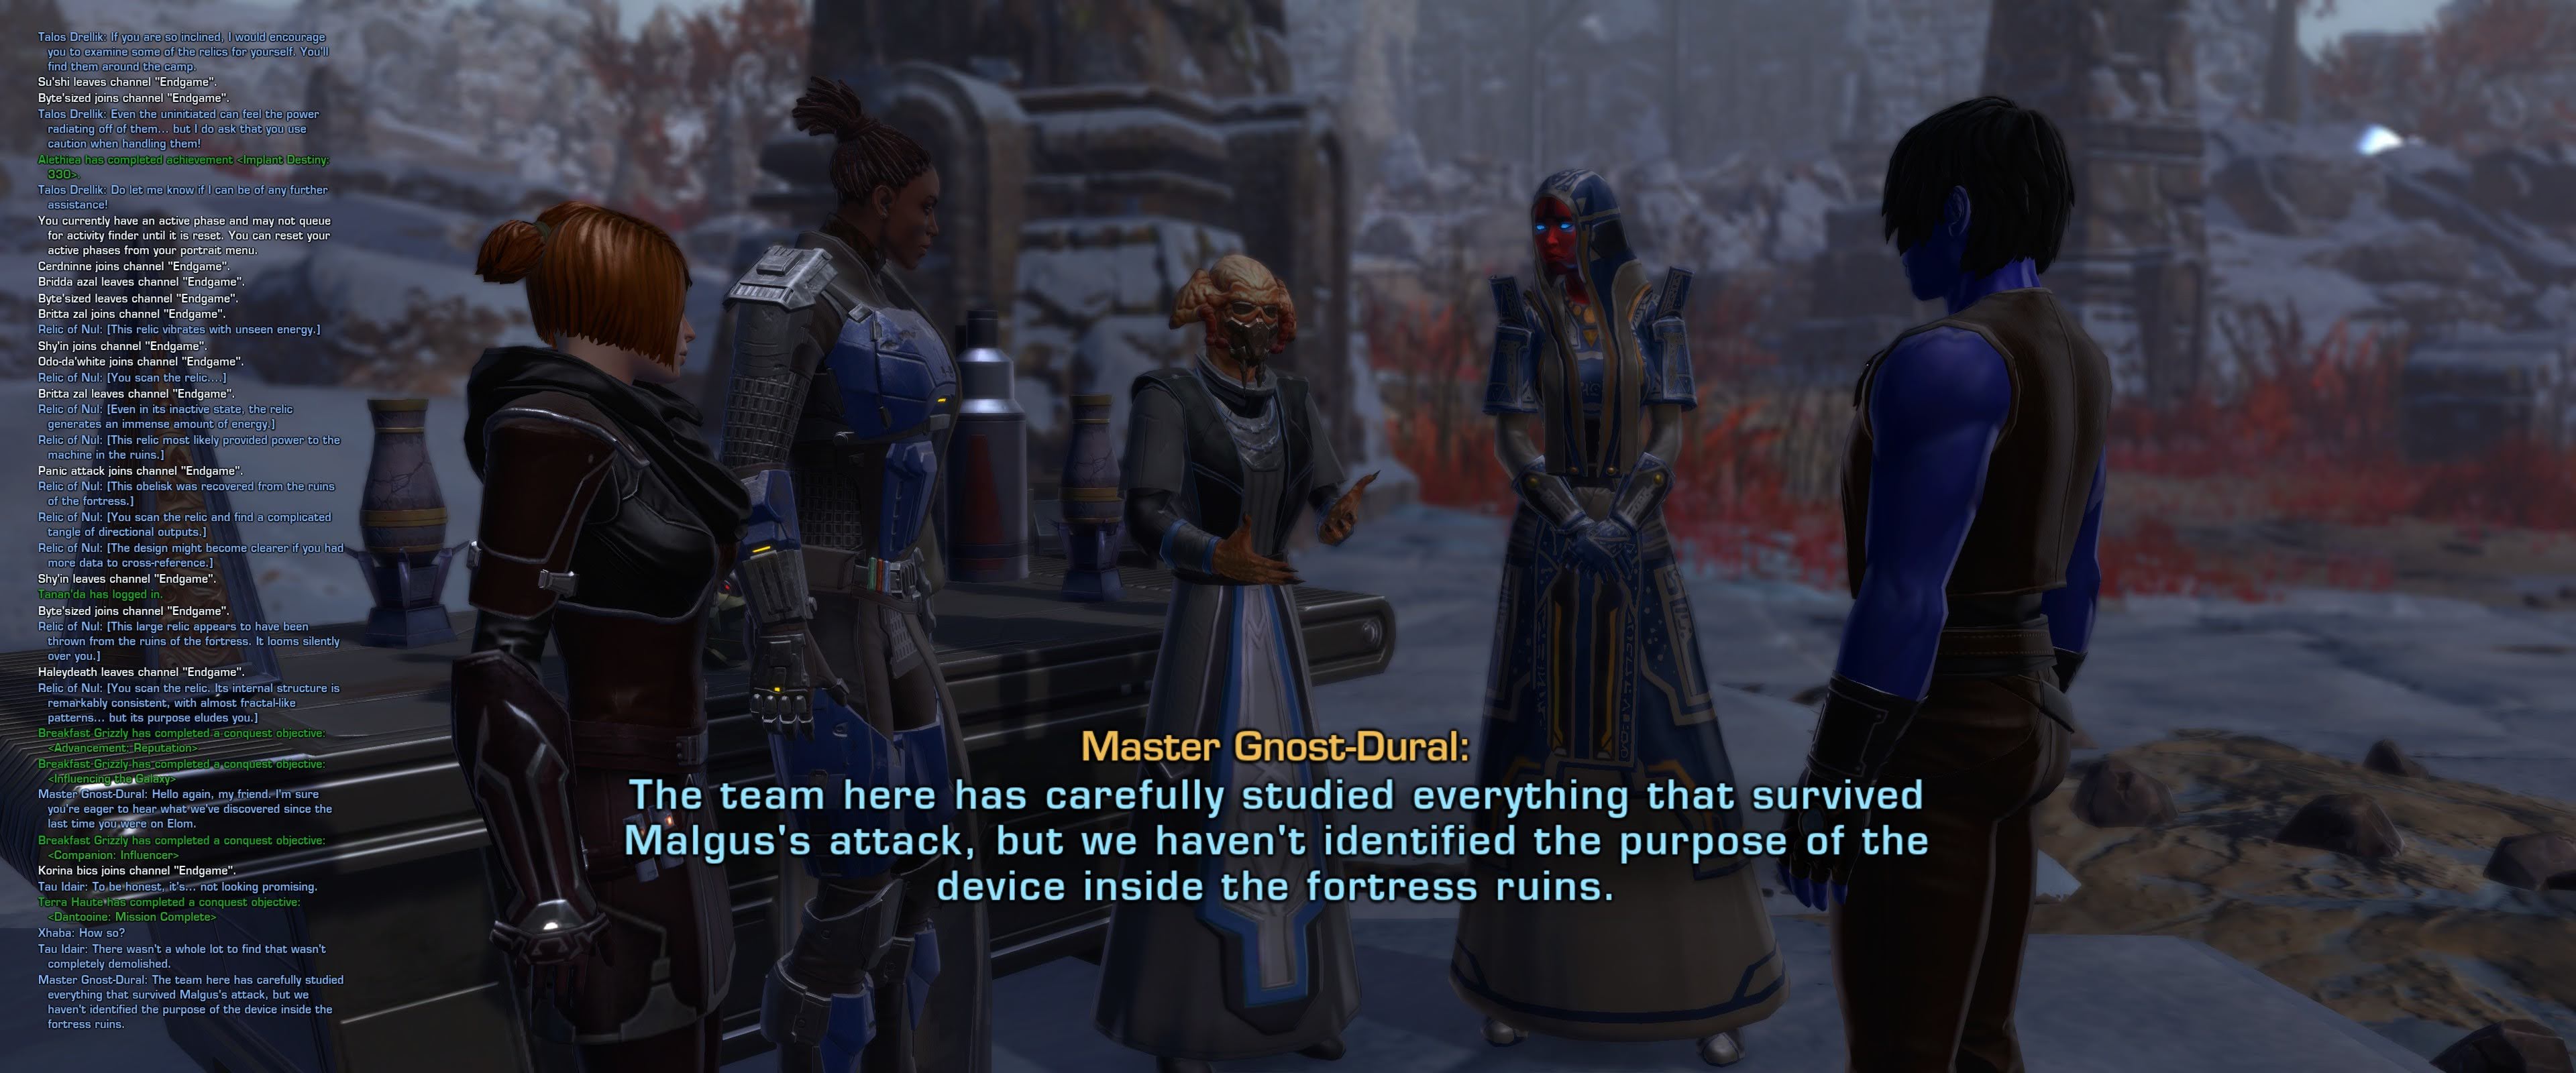 Talos Drellik: If you are so inclined, I would encourage
you to examine some of the relics for yourself. You'll
find them around the camp.
Su'shi leaves channel "Endgame".
Byte'sized joins channel "Endgame".
Talos Drellik: Even the uninitiated can feel the power
radiating off of them... but I do ask that you use
caution when handling them!
Alethiea has completed achievement <Implant Destiny:
330>.
Talos Drellik: Do let me know if I can be of any further
assistance!
You currently have an active phase and may not queue
for activity finder until it is reset. You can reset your
active phases from your portrait menu.
Cerdninne joins channel "Endgame".
Bridda azal leaves channel "Endgame".
Byte'sized leaves channel "Endgame".
Britta zal joins channel "Endgame".
Relic of Nul: [This relic vibrates with unseen energy.]
Shy'in joins channel "Endgame".
Odo-da'white joins channel "Endgame".
Relic of Nul: [You scan the relic....]
Britta zal leaves channel "Endgame".
Relic of Nul: [Even in its inactive state, the relic
generates an immense amount of energy.]
Relic of Nul: [This relic most likely provided power to the
machine in the ruins.]
Panic attack joins channel "Endgame".
Relic of Nul: [This obelisk was recovered from the ruins
of the fortress.]
Relic of Nul: [You scan the relic and find a complicated
tangle of directional outputs.]
Relic of Nul: [The design might become clearer if you had
more data to cross-reference.]
Shy'in leaves channel "Endgame".
Tanan'da has logged in.
Byte'sized joins channel "Endgame".
Relic of Nul: [This large relic appears to have been
thrown from the ruins of the fortress. It looms silently
over you.]
Haleydeath leaves channel "Endgame".
Relic of Nul: [You scan the relic. Its internal structure is
remarkably consistent, with almost fractal-like
patterns... but its purpose eludes you.]
Breakfast Grizzly has completed a conquest objective:
<Advancement: Reputation>
Breakfast Grizzly has completed a conquest objective:
<Influencing the Galaxy>
Master Gnost-Dural: Hello again, my friend. I'm sure
you're eager to hear what we've discovered since the
last time you were on Elom.
Breakfast Grizzly has completed a conquest objective:
<Companion: Influencer>
Korina bics joins channel "Endgame".
Tau Idair: To be honest, it's... not looking promising.
Terra Haute has completed a conquest objective:
<Dantooine: Mission Complete>
Xhaba: How so?
Tau Idair: There wasn't a whole lot to find that wasn't
completely demolished.
Master Gnost-Dural: The team here has carefully studied
everything that survived Malgus's attack, but we
haven't identified the purpose of the device inside the
fortress ruins.
Master Gnost-Dural:
The team here has carefully studied everything that survived
Malgus's attack, but we haven't identified the purpose of the
device inside the fortress ruins.